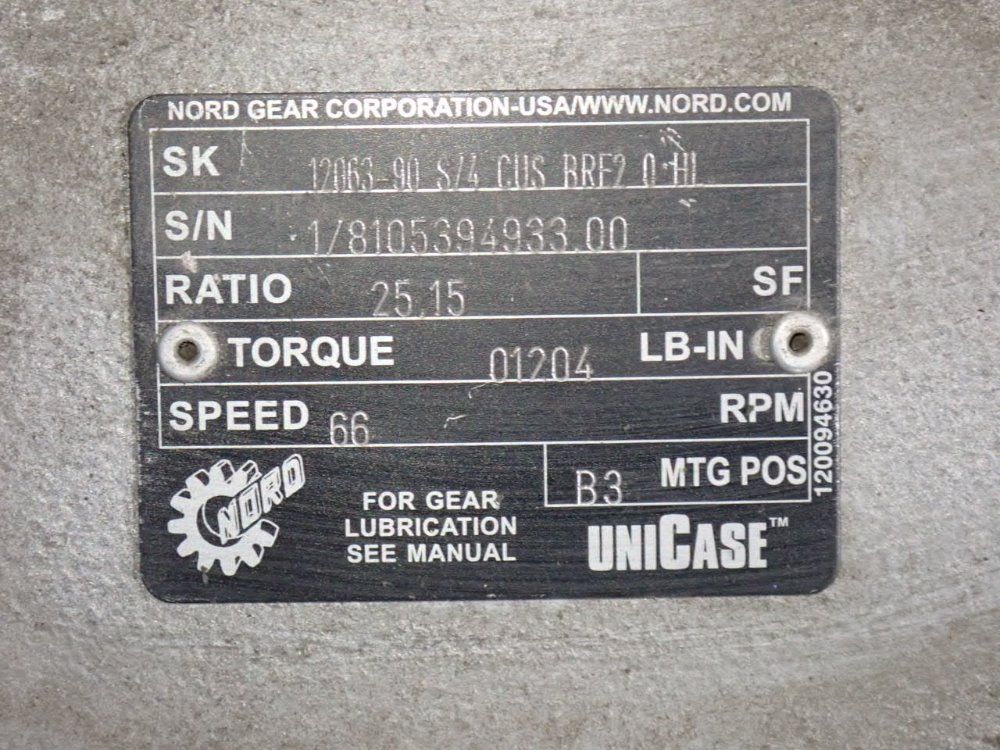 NORD GEAR CORPORATION-USA/WWW.NORD.COM
SK 12063-90 S/4 CUS BRE2 0 HL
S/N 1/8105394933.00
RATIO 25.15 SF
TORQUE 01204 LB-IN
SPEED 66 RPM
B3 MTG POS
120094630
NORD
FOR GEAR
LUBRICATION
SEE MANUAL
UNICASE™